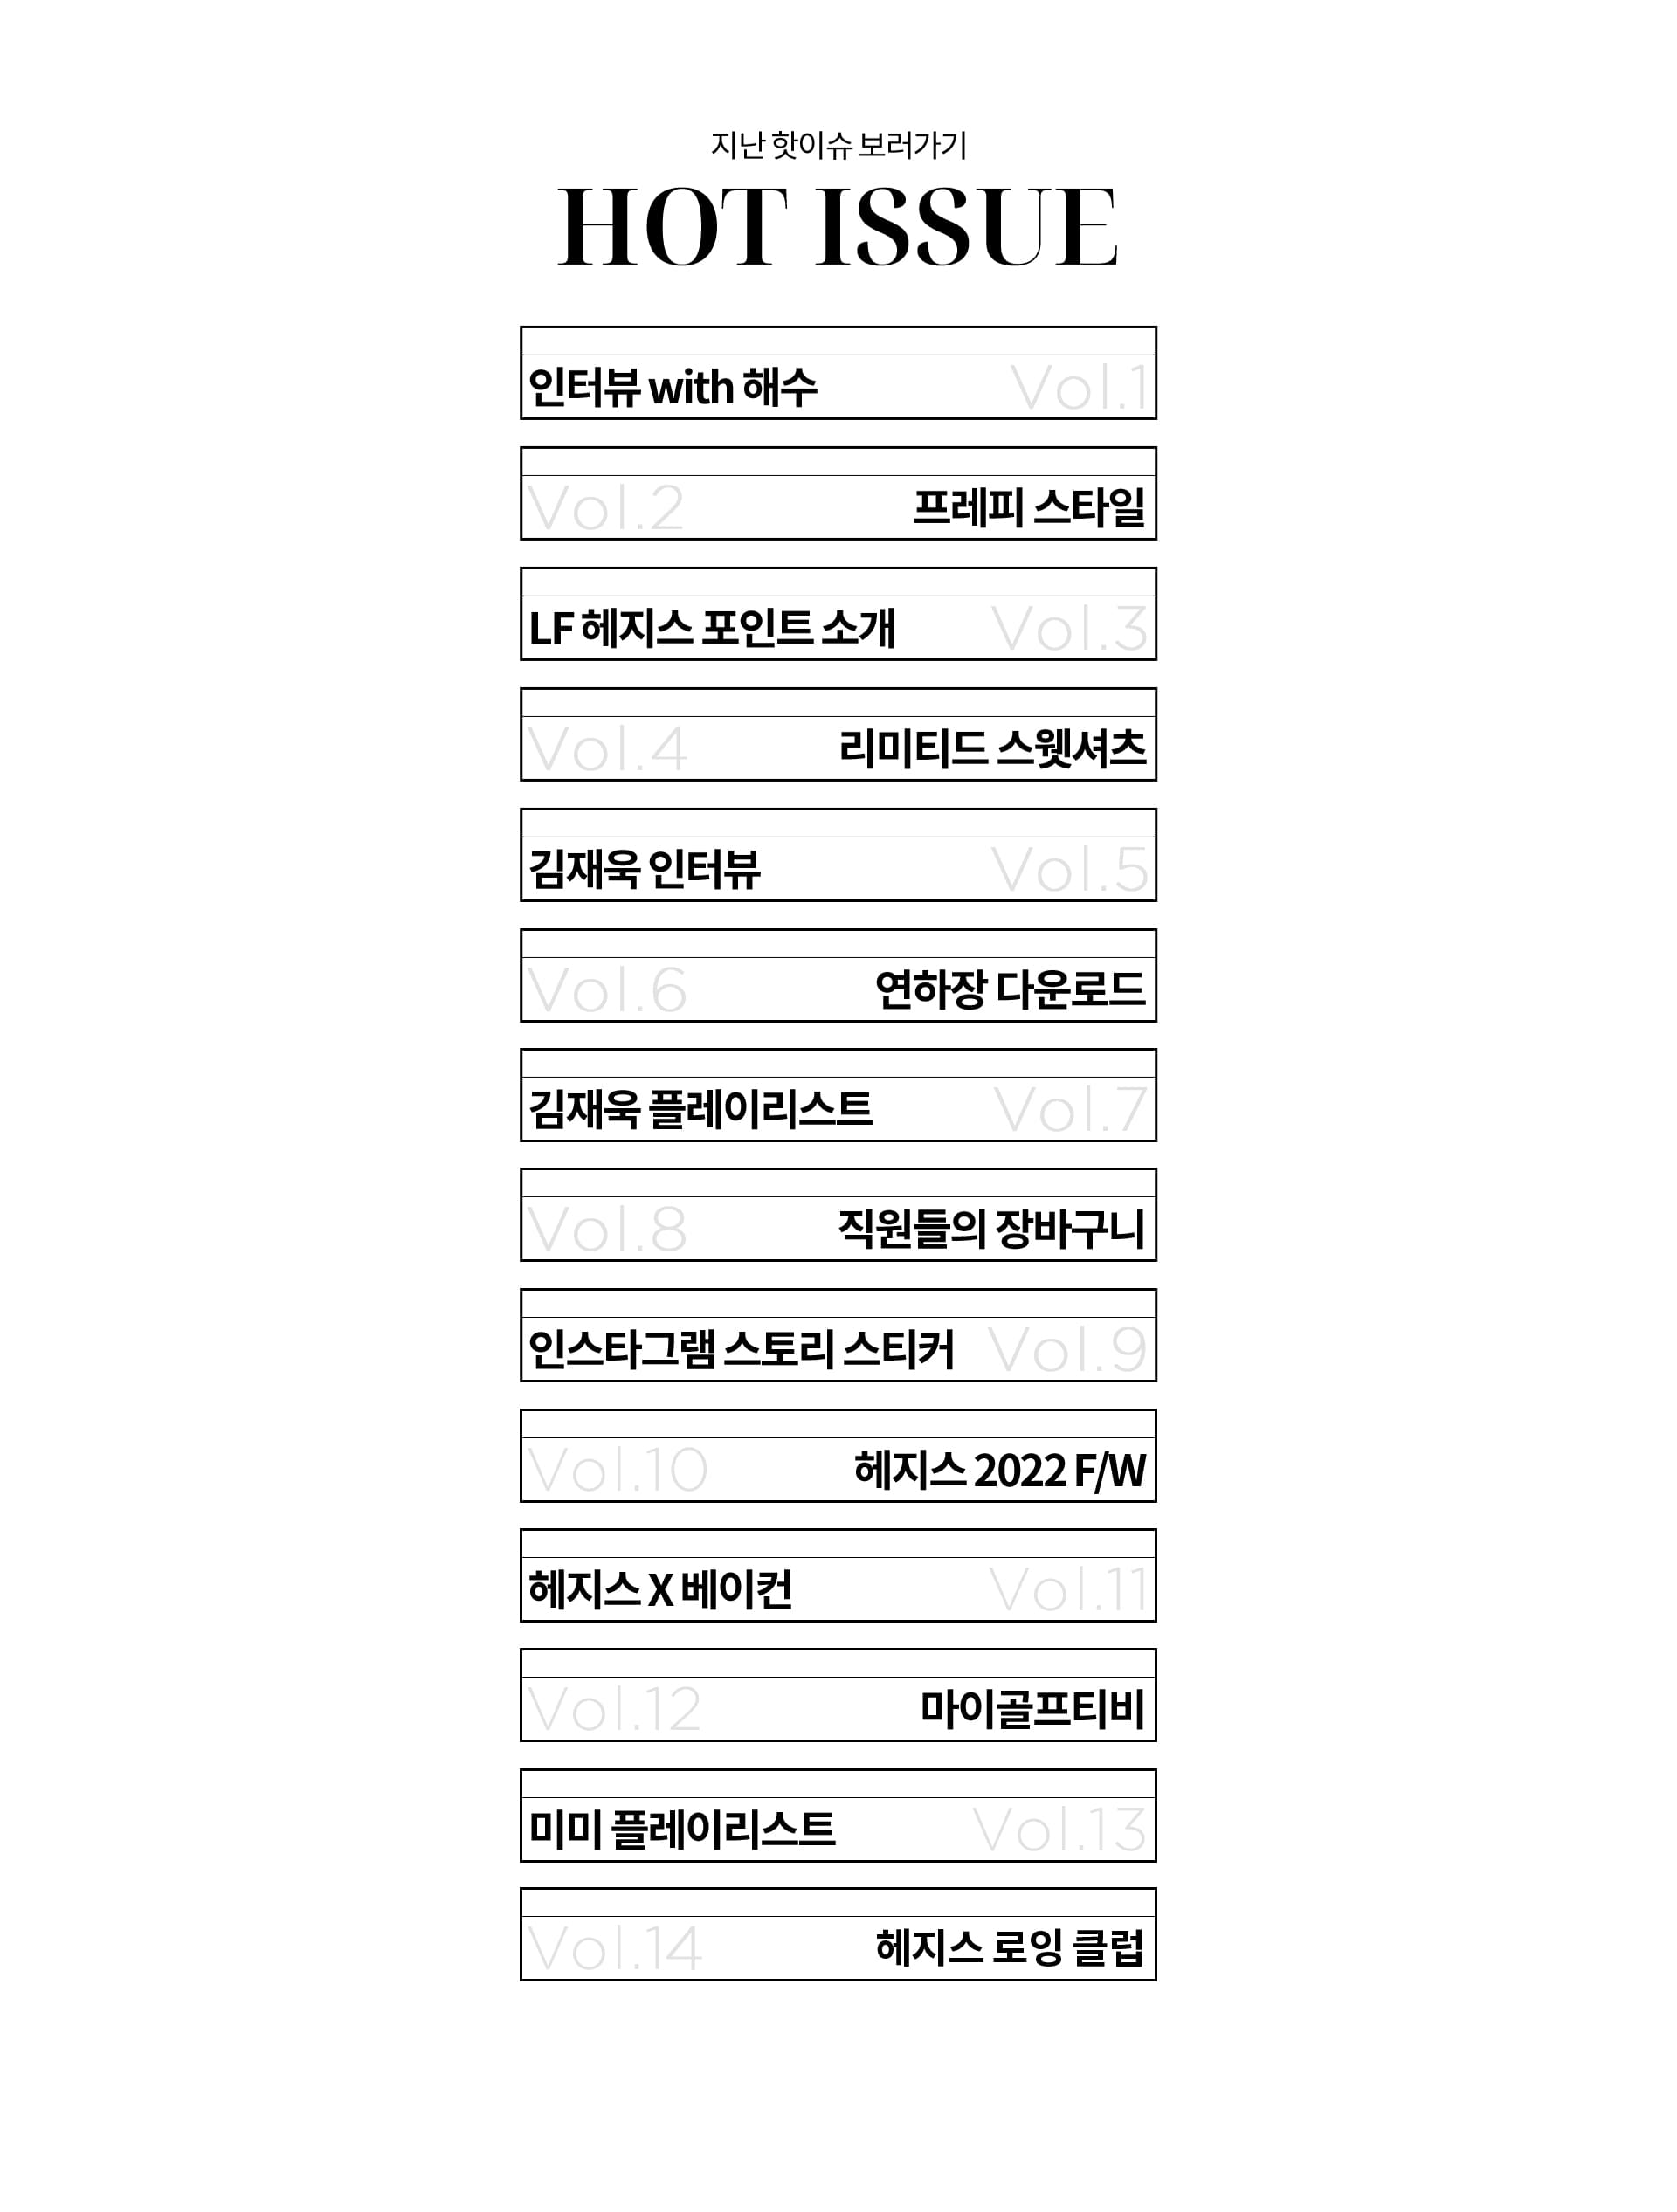 지난 핫이슈 보러가기
HOT ISSUE
인터뷰 with 해수 Vol.1
Vol.2 프레피 스타일
LF 헤지스 포인트 소개 Vol.3
Vol.4 리미티드 스웻셔츠
김재욱 인터뷰 Vol.5
Vol.6 연하장 다운로드
김재욱 플레이리스트 Vol.7
Vol.8 직원들의 장바구니
인스타그램 스토리 스티커 Vol.9
Vol.10 헤지스 2022 F/W
헤지스 X 베이컨 Vol.11
Vol.12 마이골프티비
미미 플레이리스트 Vol.13
Vol.14 헤지스 로잉 클럽